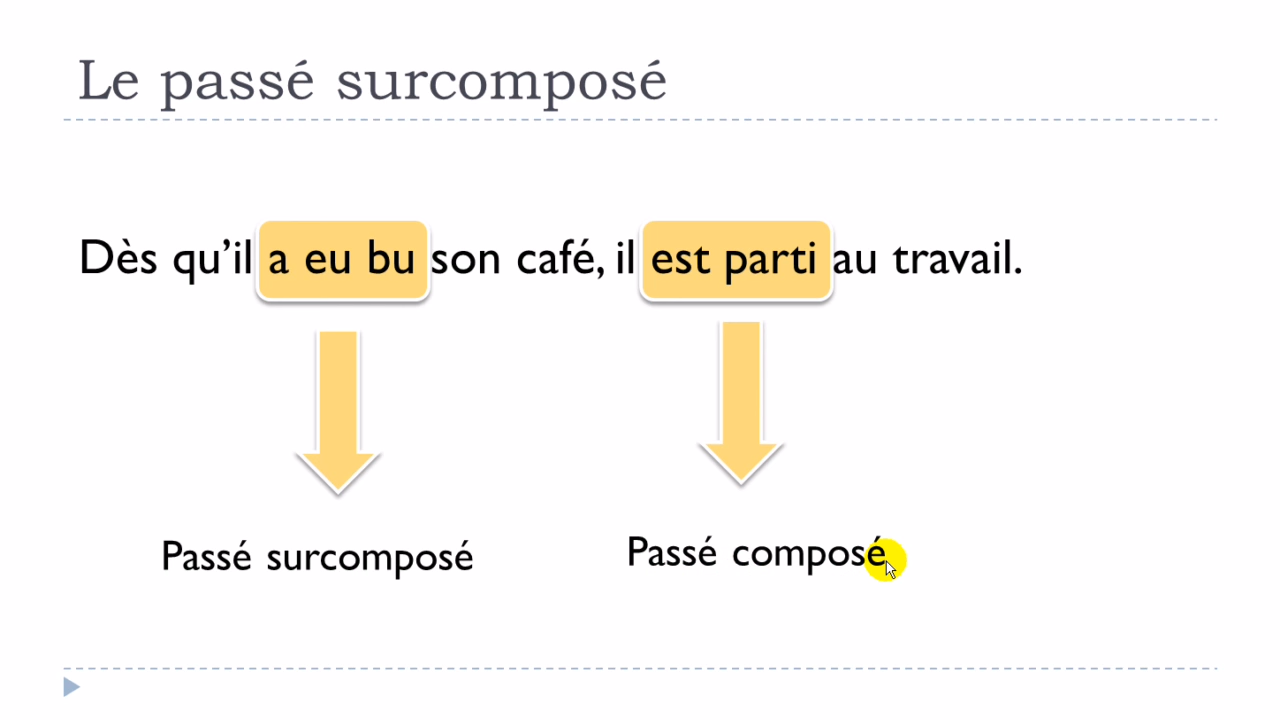 Le passé surcomposé
Dès qu’il a eu bu son café, il est parti au travail.
Passé surcomposé
Passé composé